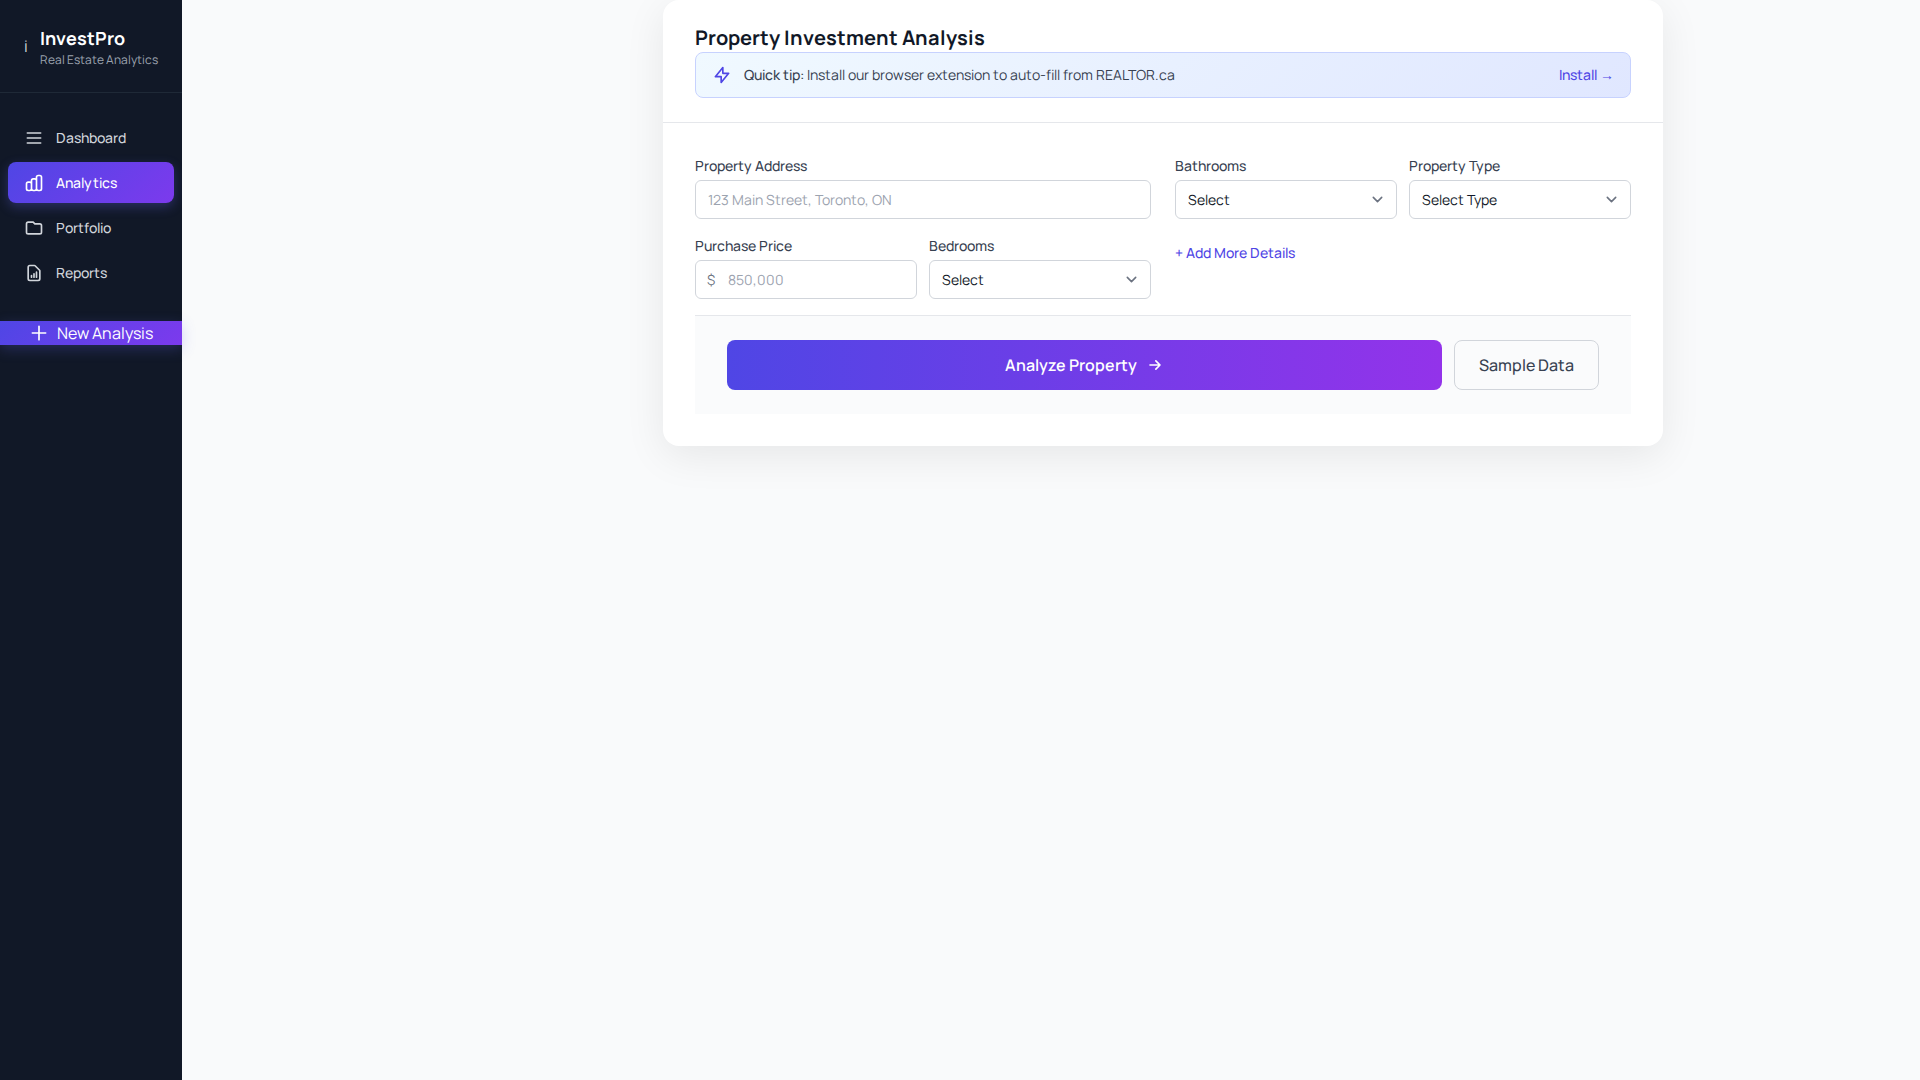 i
InvestPro
Real Estate Analytics
Dashboard
Analytics
Portfolio
Reports
New Analysis
Property Investment Analysis
Quick tip: Install our browser extension to auto-fill from REALTOR.ca
Install →
Property Address
123 Main Street, Toronto, ON
Purchase Price
$ 850,000
Bedrooms
Select
Bathrooms
Select
Property Type
Select Type
+ Add More Details
Analyze Property →
Sample Data